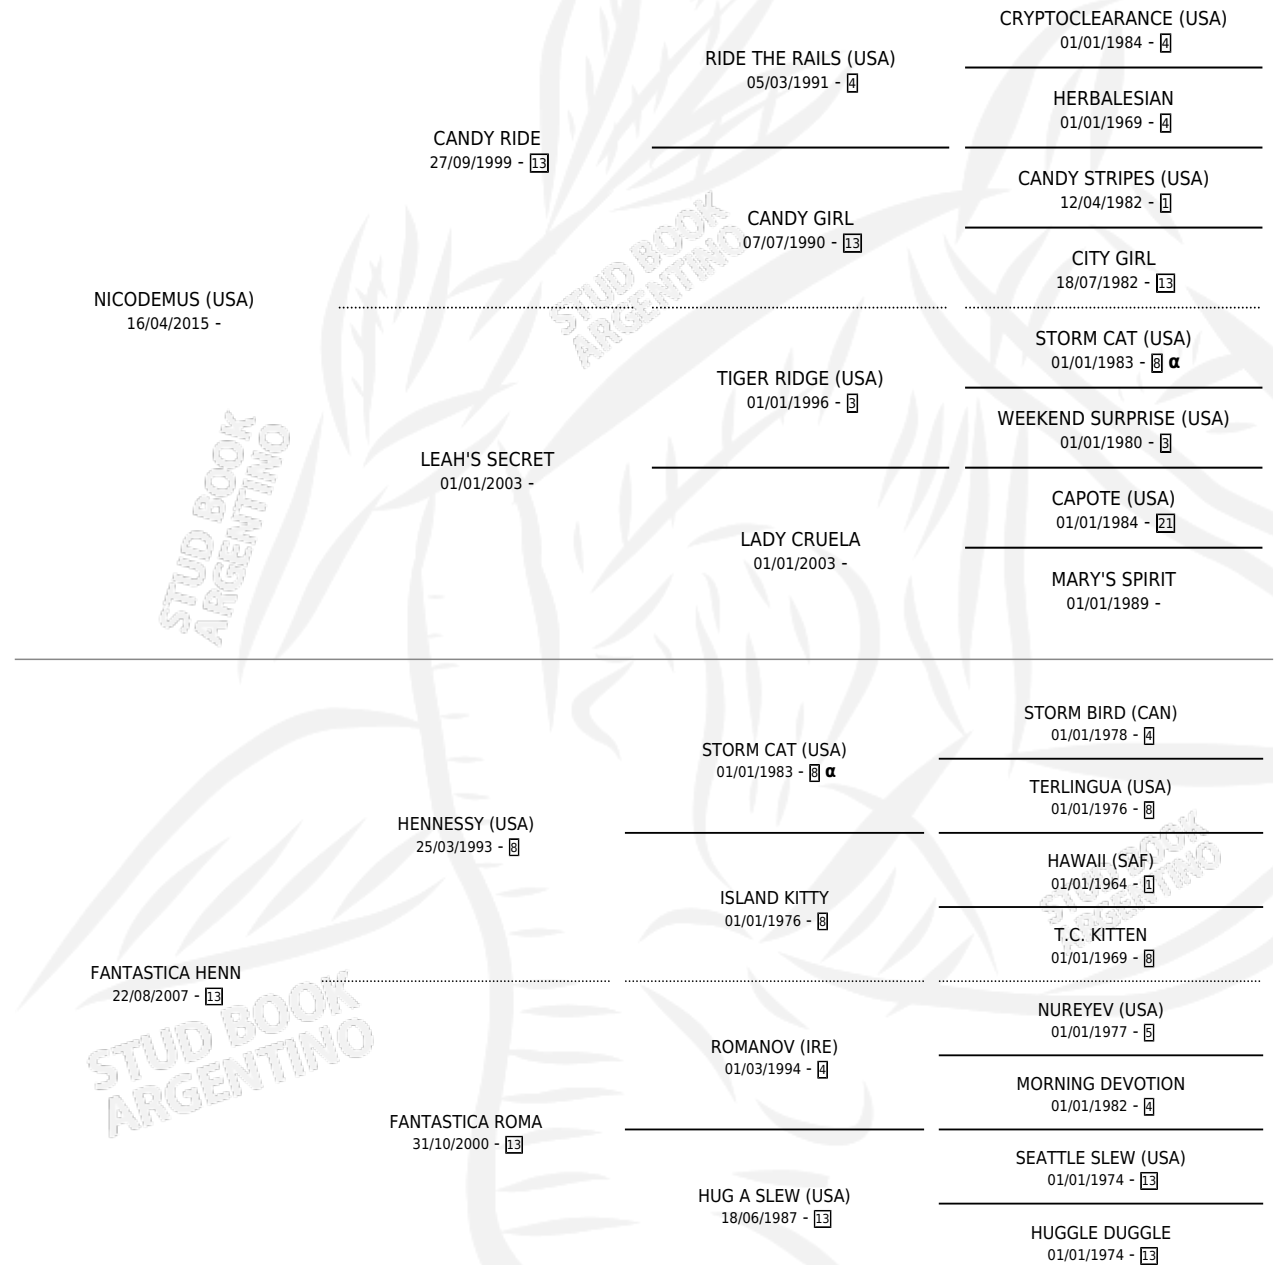 CRYPTOCLEARANCE (USA)
01/01/1984 - 4
RIDE THE RAILS (USA)
05/03/1991 - 4
HERBALESIAN
01/01/1969 - 4
CANDY RIDE
27/09/1999 - 13
CANDY STRIPES (USA)
12/04/1982 - 1
CANDY GIRL
07/07/1990 - 13
CITY GIRL
18/07/1982 - 13
NICODEMUS (USA)
16/04/2015 -
STUD BOOK
ARGENTINO
STORM CAT (USA)
01/01/1983 - 8 α
TIGER RIDGE (USA)
01/01/1996 - 3
WEEKEND SURPRISE (USA)
01/01/1980 - 3
LEAH'S SECRET
01/01/2003 -
CAPOTE (USA)
01/01/1984 - 21
STUD BOOK
ARGENTINO
LADY CRUELA
01/01/2003 -
MARY'S SPIRIT
01/01/1989 -
STORM BIRD (CAN)
01/01/1978 - 4
STORM CAT (USA)
01/01/1983 - 8 α
TERLINGUA (USA)
01/01/1976 - 8
HENNESSY (USA)
25/03/1993 - 8
HAWAII (SAF)
01/01/1964 - 1
STUD BOOK
ARGENTINO
ISLAND KITTY
01/01/1976 - 8
T.C. KITTEN
01/01/1969 - 8
FANTASTICA HENN
22/08/2007 - 13
STUD BOOK
ARGENTINO
NUREYEV (USA)
01/01/1977 - 5
ROMANOV (IRE)
01/03/1994 - 4
MORNING DEVOTION
01/01/1982 - 4
FANTASTICA ROMA
31/10/2000 - 13
SEATTLE SLEW (USA)
01/01/1974 - 13
HUG A SLEW (USA)
18/06/1987 - 13
HUGGLE DUGGLE
01/01/1974 - 13